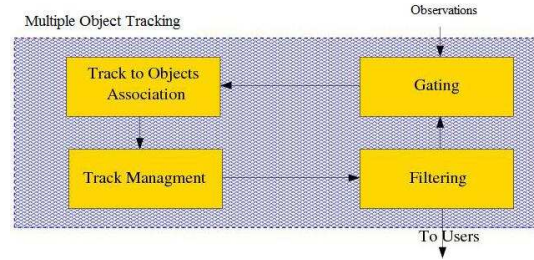 Observations
Multiple Object Tracking
Track to Objects
Association
Gating
Track Managment
Filtering
To Users